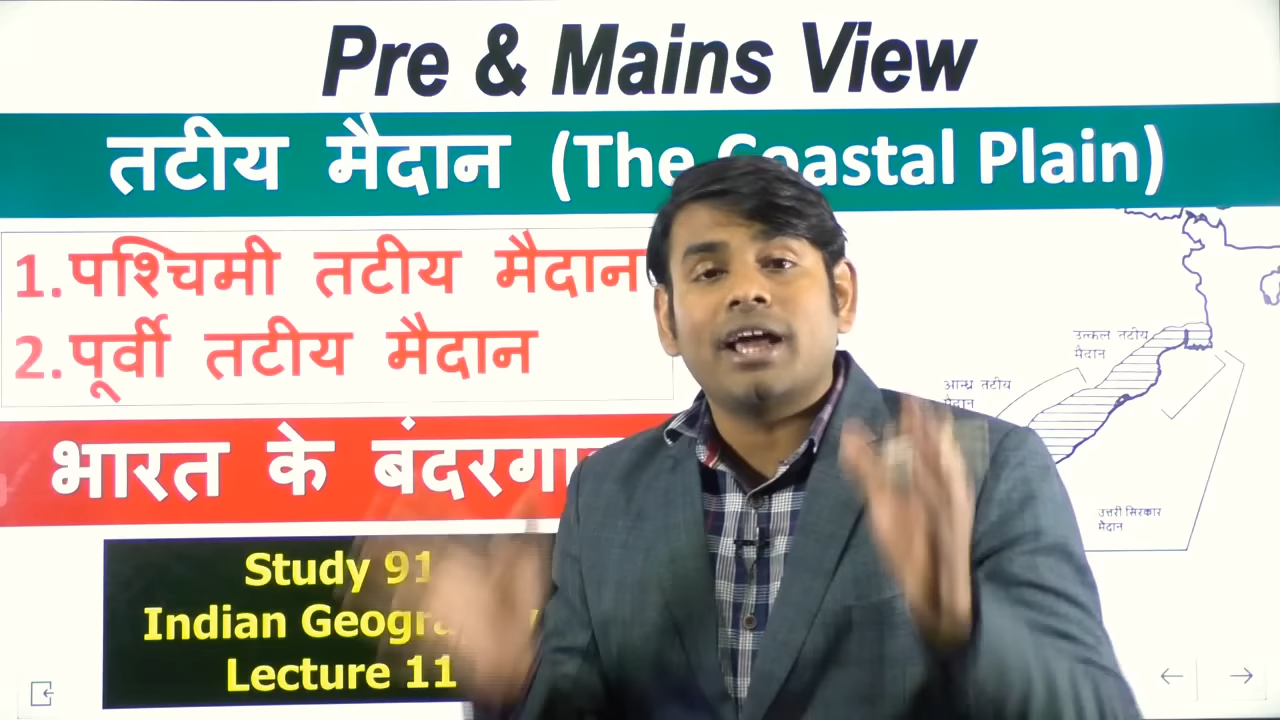 Pre & Mains View
तटीय मैदान (The Coastal Plain)
1.पश्चिमी तटीय मैदान
2.पूर्वी तटीय मैदान
भारत के
उत्कल तटीय
मैदान
आन्ध्र तटीय
मैदान
उत्तरी सिरकार
मैदान
Study 91
Indian
Lecture 11